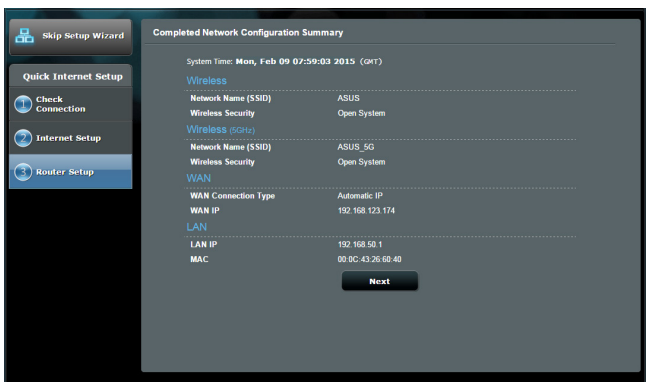 Skip Setup Wizard
Quick Internet Setup
1 Check
Connection
2 Internet Setup
3 Router Setup
Completed Network Configuration Summary
System Time: Mon, Feb 09 07:59:03 2015 (GMT)
Wireless
Network Name (SSID) ASUS
Wireless Security Open System
Wireless (5GHz)
Network Name (SSID) ASUS_5G
Wireless Security Open System
WAN
WAN Connection Type Automatic IP
WAN IP 192.168.123.174
LAN
LAN IP 192.168.50.1
MAC 00:0C:43:26:60:40
Next